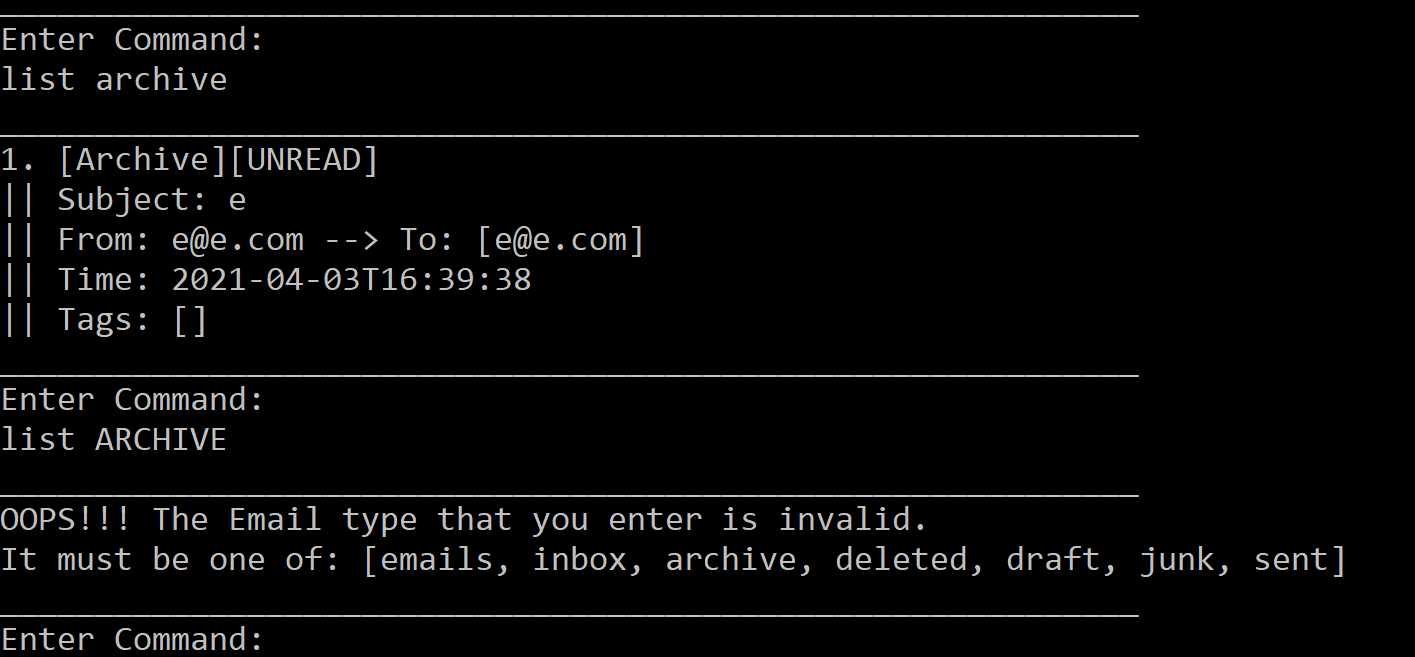 Enter Command:
list archive
1. [Archive][UNREAD]
|| Subject: e
|| From: e@e.com --> To: [e@e.com]
|| Time: 2021-04-03T16:39:38
|| Tags: []
Enter Command:
list ARCHIVE
OOPS!!! The Email type that you enter is invalid.
It must be one of: [emails, inbox, archive, deleted, draft, junk, sent]
Enter Command: